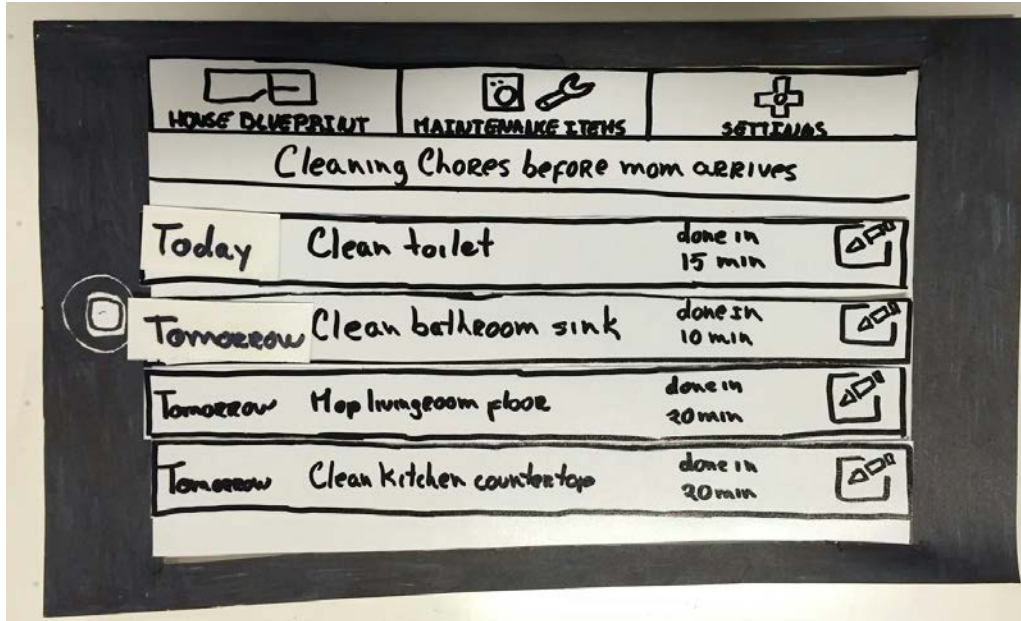 HOUSE BLUEPRINT
MAINTENANCE ITEMS
SETTINGS
Cleaning Chores before mom arrives
Today Clean toilet done in
15 min
Tomorrow Clean bathroom sink done in
10 min
Tomorrow Mop livingroom floor done in
20 min
Tomorrow Clean Kitchen countertops done in
20 min